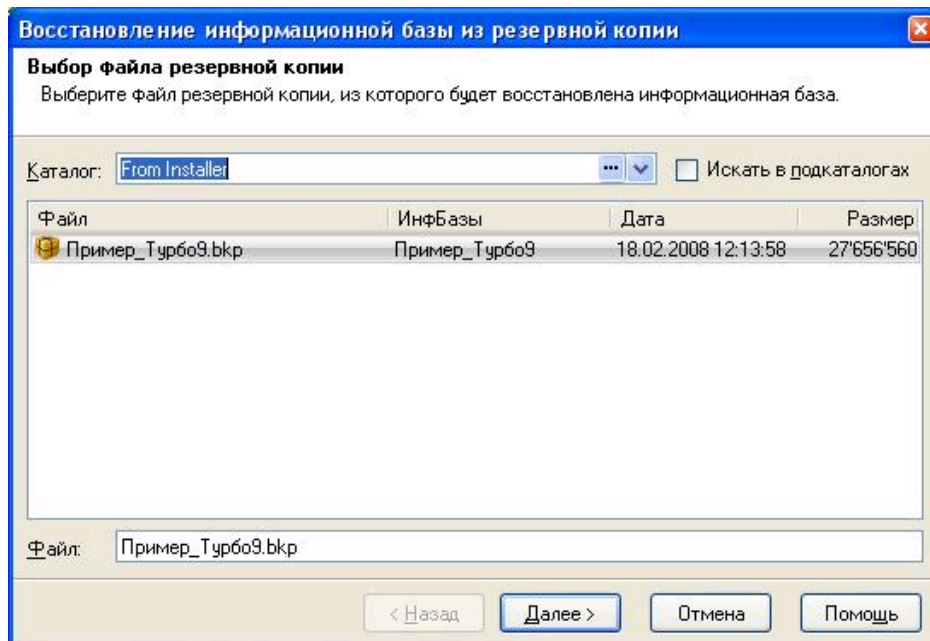 Восстановление информационной базы из резервной копии
Выбор файла резервной копии
Выберите файл резервной копии, из которого будет восстановлена информационная база.
Каталог: From Installer ... Искать в подкаталогах
Файл ИнфБазы Дата Размер
Пример_Турбо9.bkp Пример_Турбо9 18.02.2008 12:13:58 27'656'560
Файл: Пример_Турбо9.bkp
< Назад Далее > Отмена Помощь